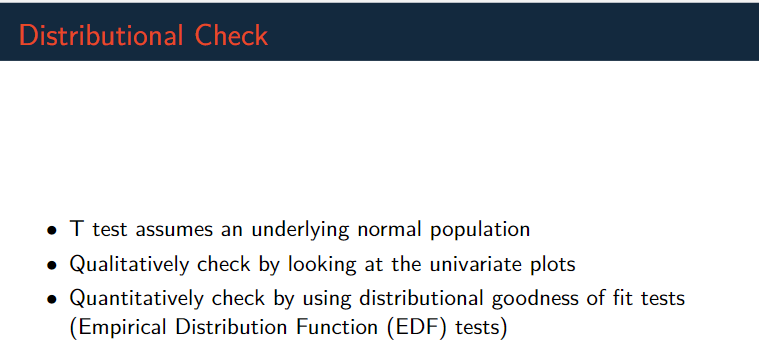 Distributional Check
• T test assumes an underlying normal population
• Qualitatively check by looking at the univariate plots
• Quantitatively check by using distributional goodness of fit tests
(Empirical Distribution Function (EDF) tests)